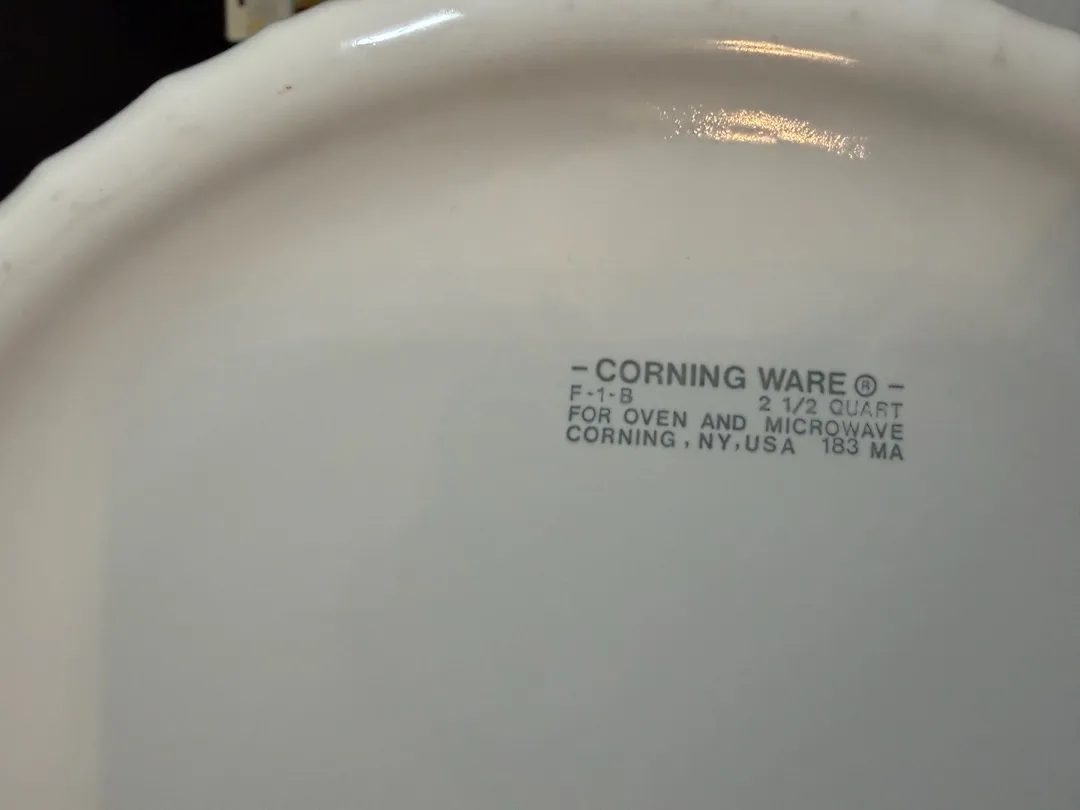 - CORNING WARE ® -
F-1-B 2 1/2 QUART
FOR OVEN AND MICROWAVE
CORNING, NY, USA 183 MA